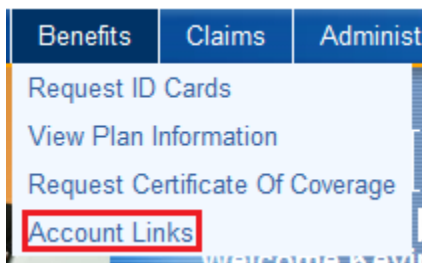 Benefits Claims Administ
Request ID Cards
View Plan Information
Request Certificate Of Coverage
Account Links